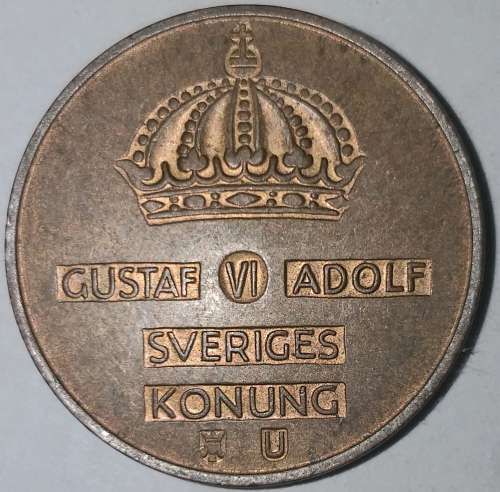 GUSTAF VI ADOLF
SVERIGES
KONUNG
U